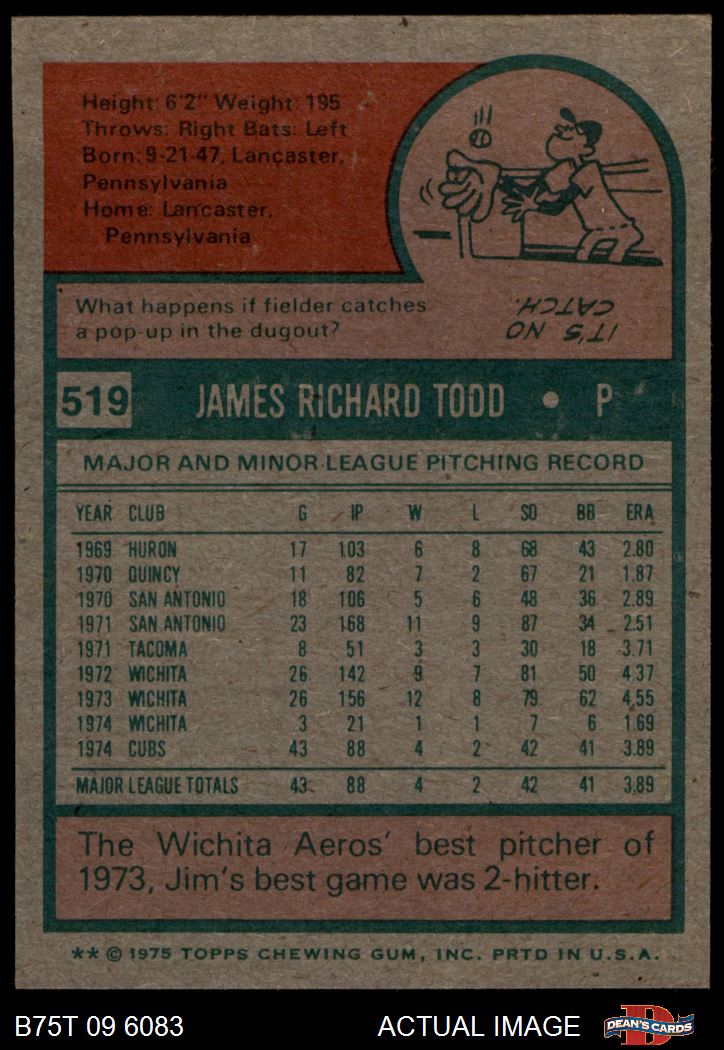 Height: 6'2" Weight: 195
Throws: Right Bats: Left
Born: 9-21-47, Lancaster,
Pennsylvania
Home: Lancaster,
Pennsylvania
What happens if fielder catches
a pop-up in the dugout?
IT'S NO
CATCH.
519 JAMES RICHARD TODD • P
MAJOR AND MINOR LEAGUE PITCHING RECORD
YEAR CLUB G IP W L SO BB ERA
1969 HURON 17 103 6 8 68 43 2.80
1970 QUINCY 11 82 7 2 67 21 1.87
1970 SAN ANTONIO 18 106 5 6 48 36 2.89
1971 SAN ANTONIO 23 168 11 9 87 34 2.51
1971 TACOMA 8 51 3 3 30 18 3.71
1972 WICHITA 26 142 9 7 81 50 4.37
1973 WICHITA 26 156 12 8 79 62 4.55
1974 WICHITA 3 21 1 1 7 6 1.69
1974 CUBS 43 88 4 2 42 41 3.89
MAJOR LEAGUE TOTALS 43 88 4 2 42 41 3.89
The Wichita Aeros' best pitcher of
1973, Jim's best game was 2-hitter.
** © 1975 TOPPS CHEWING GUM, INC. PRTD IN U.S.A.
B75T 09 6083 ACTUAL IMAGE D DEAN'S CARDS